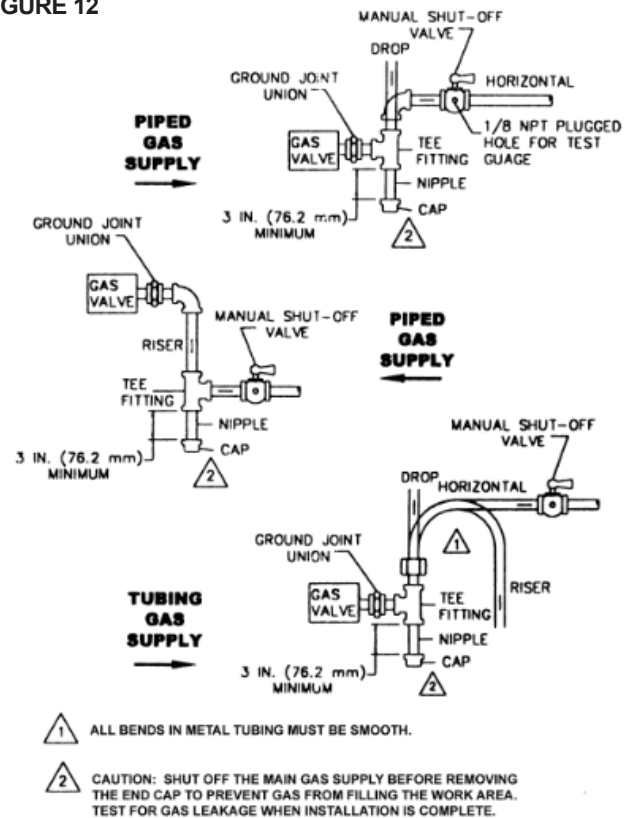 GURE 12
MANUAL SHUT-OFF
VALVE
DROP
GROUND JOINT
UNION
HORIZONTAL
PIPED
GAS
SUPPLY
GAS
VALVE
TEE
FITTING
1/8 NPT PLUGGED
HOLE FOR TEST
GUAGE
NIPPLE
3 IN. (76.2 mm)
MINIMUM
CAP
2
GROUND JOINT
UNION
GAS
VALVE
MANUAL SHUT-OFF
VALVE
RISER
PIPED
GAS
SUPPLY
TEE
FITTING
NIPPLE
3 IN. (76.2 mm)
MINIMUM
CAP
2
MANUAL SHUT-OFF
VALVE
DROP
HORIZONTAL
GROUND JOINT
UNION
1
TUBING
GAS
SUPPLY
GAS
VALVE
TEE
FITTING
RISER
NIPPLE
3 IN. (76.2 mm)
MINIMUM
CAP
2
1 ALL BENDS IN METAL TUBING MUST BE SMOOTH.
2 CAUTION: SHUT OFF THE MAIN GAS SUPPLY BEFORE REMOVING
THE END CAP TO PREVENT GAS FROM FILLING THE WORK AREA.
TEST FOR GAS LEAKAGE WHEN INSTALLATION IS COMPLETE.